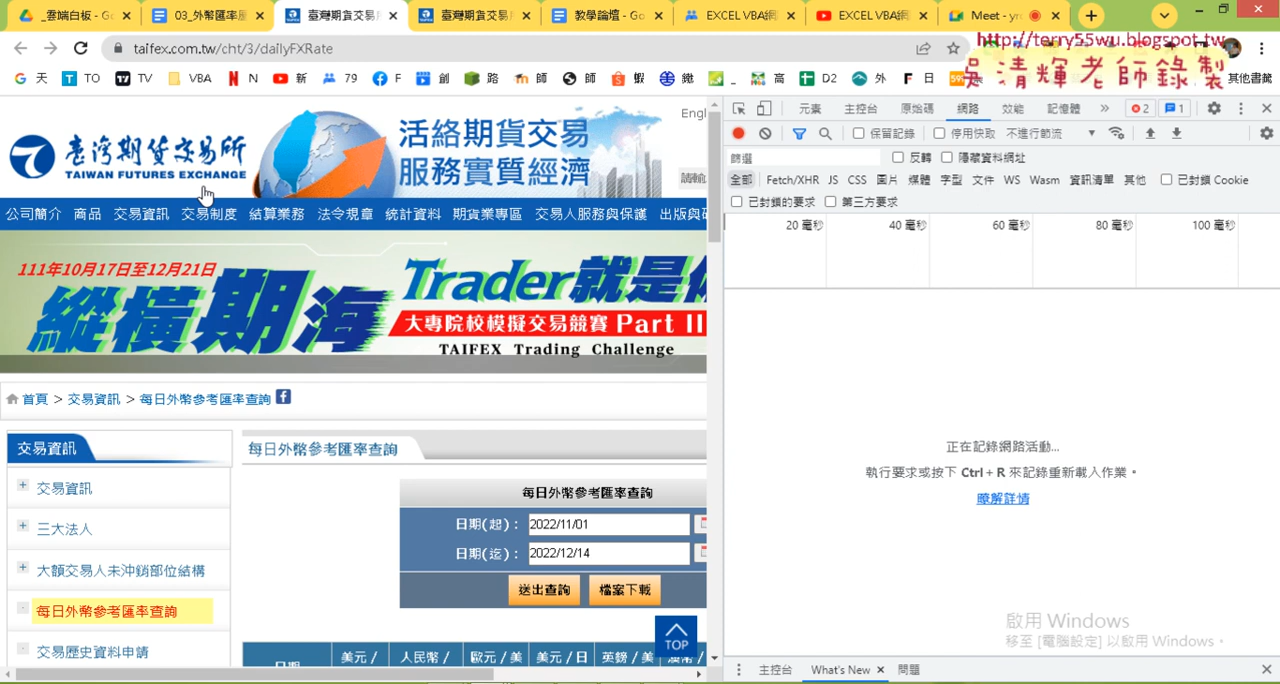 _雲端白板 - G
03_外幣匯率歷
臺灣期貨交易所
臺灣期貨交易所
教學論壇 - Go
EXCEL VBA網
EXCEL VBA網
Meet - yr
taifex.com.tw/cht/3/dailyFXRate
http://terry55wu.blogspot.tw
吳清輝老師錄製
天 TO TV VBA N 新 79 F 創 路 師 師 蝦 繳 _ 高 D2 外 日 其他書籤
臺灣期貨交易所
TAIWAN FUTURES EXCHANGE
活絡期貨交易
服務實質經濟
Engl
公司簡介 商品 交易資訊 交易制度 結算業務 法令規章 統計資料 期貨業專區 交易人服務與保護 出版與研
111年10月17日至12月21日
縱橫期海
Trader就是你
大專院校模擬交易競賽 Part II
TAIFEX Trading Challenge
首頁 > 交易資訊 > 每日外幣參考匯率查詢
交易資訊
交易資訊
三大法人
大額交易人未沖銷部位結構
每日外幣參考匯率查詢
交易歷史資料申請
每日外幣參考匯率查詢
每日外幣參考匯率查詢
日期(起): 2022/11/01
日期(迄): 2022/12/14
送出查詢 檔案下載
TOP
日期 美元／ 人民幣／ 歐元／美 美元／日 英鎊／美 澳幣／
元素 主控台 原始碼 網路 效能 記憶體 » 2 1
保留記錄 停用快取 不進行節流
篩選 反轉 隱藏資料網址
全部 Fetch/XHR JS CSS 圖片 媒體 字型 文件 WS Wasm 資訊清單 其他 已封鎖 Cookie
已封鎖的要求 第三方要求
20 毫秒 40 毫秒 60 毫秒 80 毫秒 100 毫秒
正在記錄網路活動...
執行要求或按下 Ctrl + R 來記錄重新載入作業。
瞭解詳情
啟用 Windows
移至 [電腦設定] 以啟用 Windows。
主控台 What's New 問題